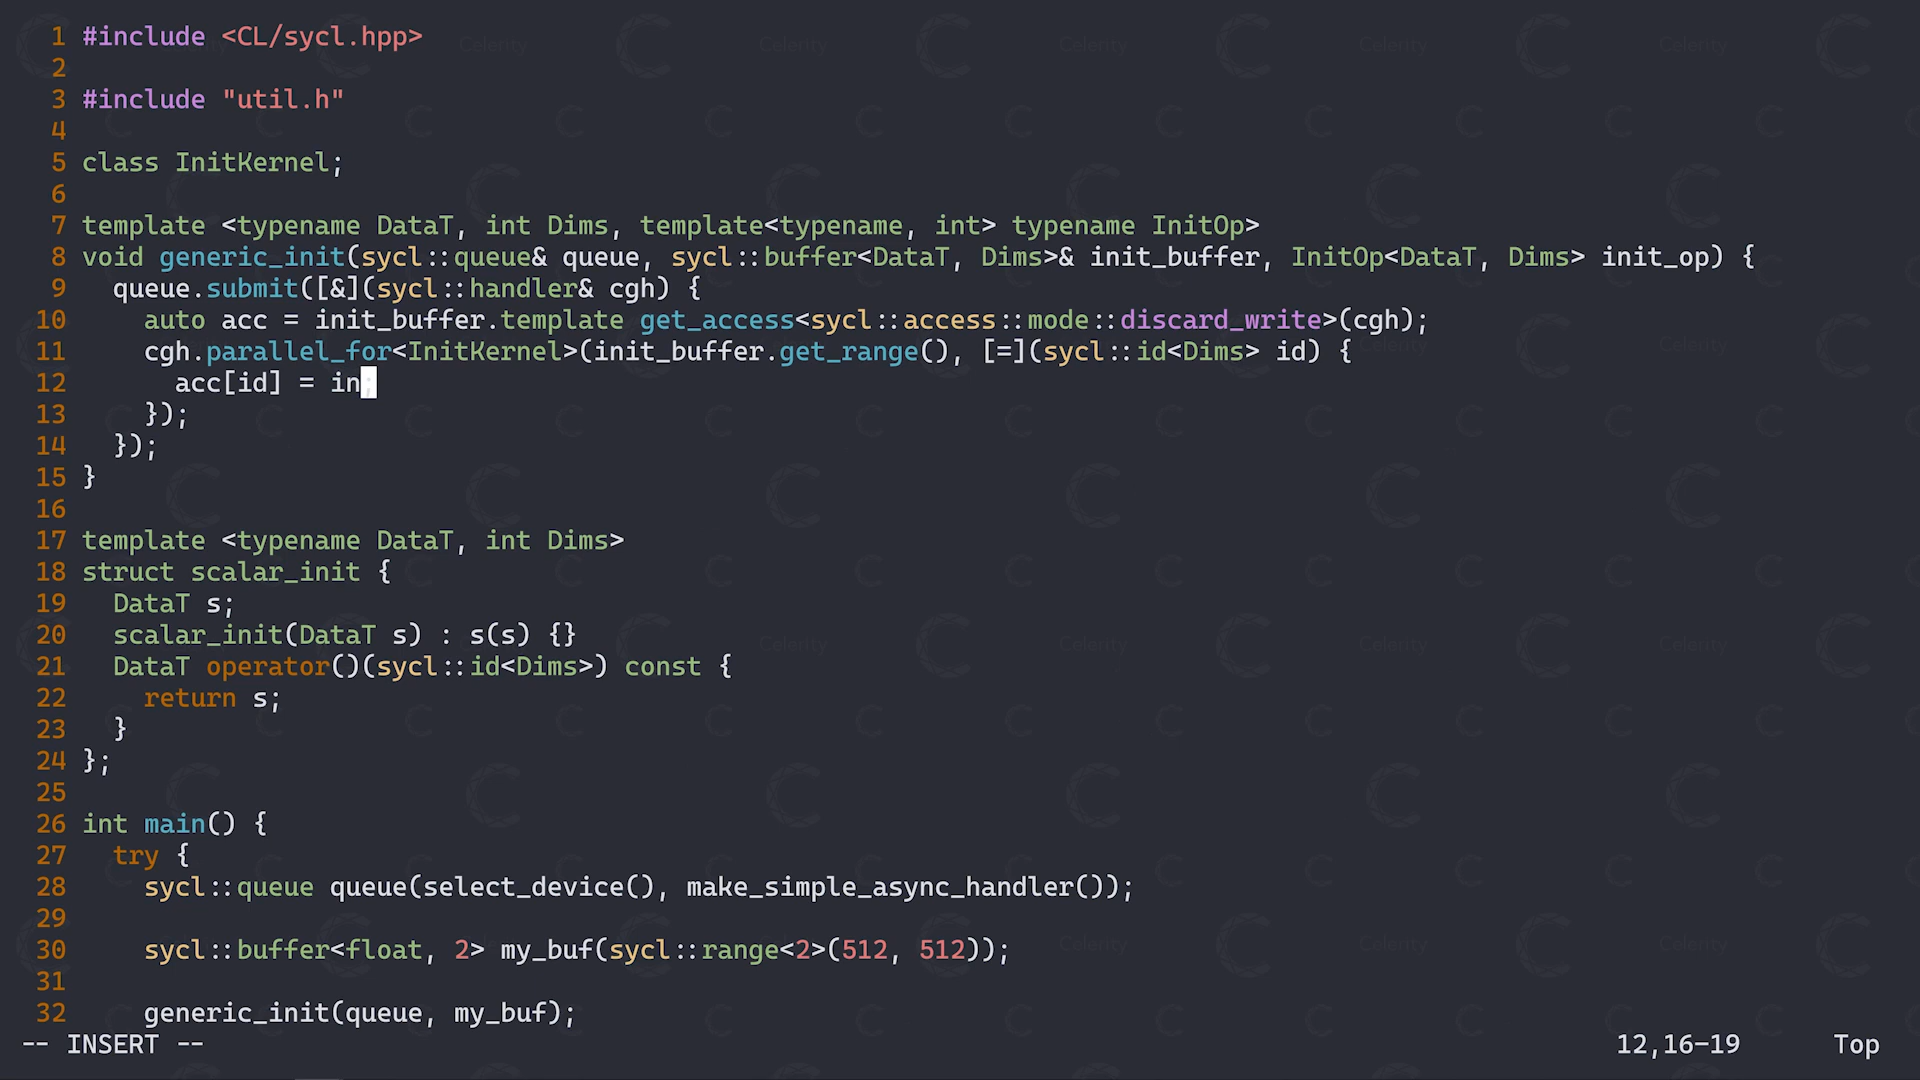 1 #include <CL/sycl.hpp>
2
3 #include "util.h"
4
5 class InitKernel;
6
7 template <typename DataT, int Dims, template<typename, int> typename InitOp>
8 void generic_init(sycl::queue& queue, sycl::buffer<DataT, Dims>& init_buffer, InitOp<DataT, Dims> init_op) {
9   queue.submit([&](sycl::handler& cgh) {
10     auto acc = init_buffer.template get_access<sycl::access::mode::discard_write>(cgh);
11     cgh.parallel_for<InitKernel>(init_buffer.get_range(), [=](sycl::id<Dims> id) {
12       acc[id] = in;
13     });
14   });
15 }
16
17 template <typename DataT, int Dims>
18 struct scalar_init {
19   DataT s;
20   scalar_init(DataT s) : s(s) {}
21   DataT operator()(sycl::id<Dims>) const {
22     return s;
23   }
24 };
25
26 int main() {
27   try {
28     sycl::queue queue(select_device(), make_simple_async_handler());
29
30     sycl::buffer<float, 2> my_buf(sycl::range<2>(512, 512));
31
32     generic_init(queue, my_buf);
-- INSERT -- 12,16-19 Top